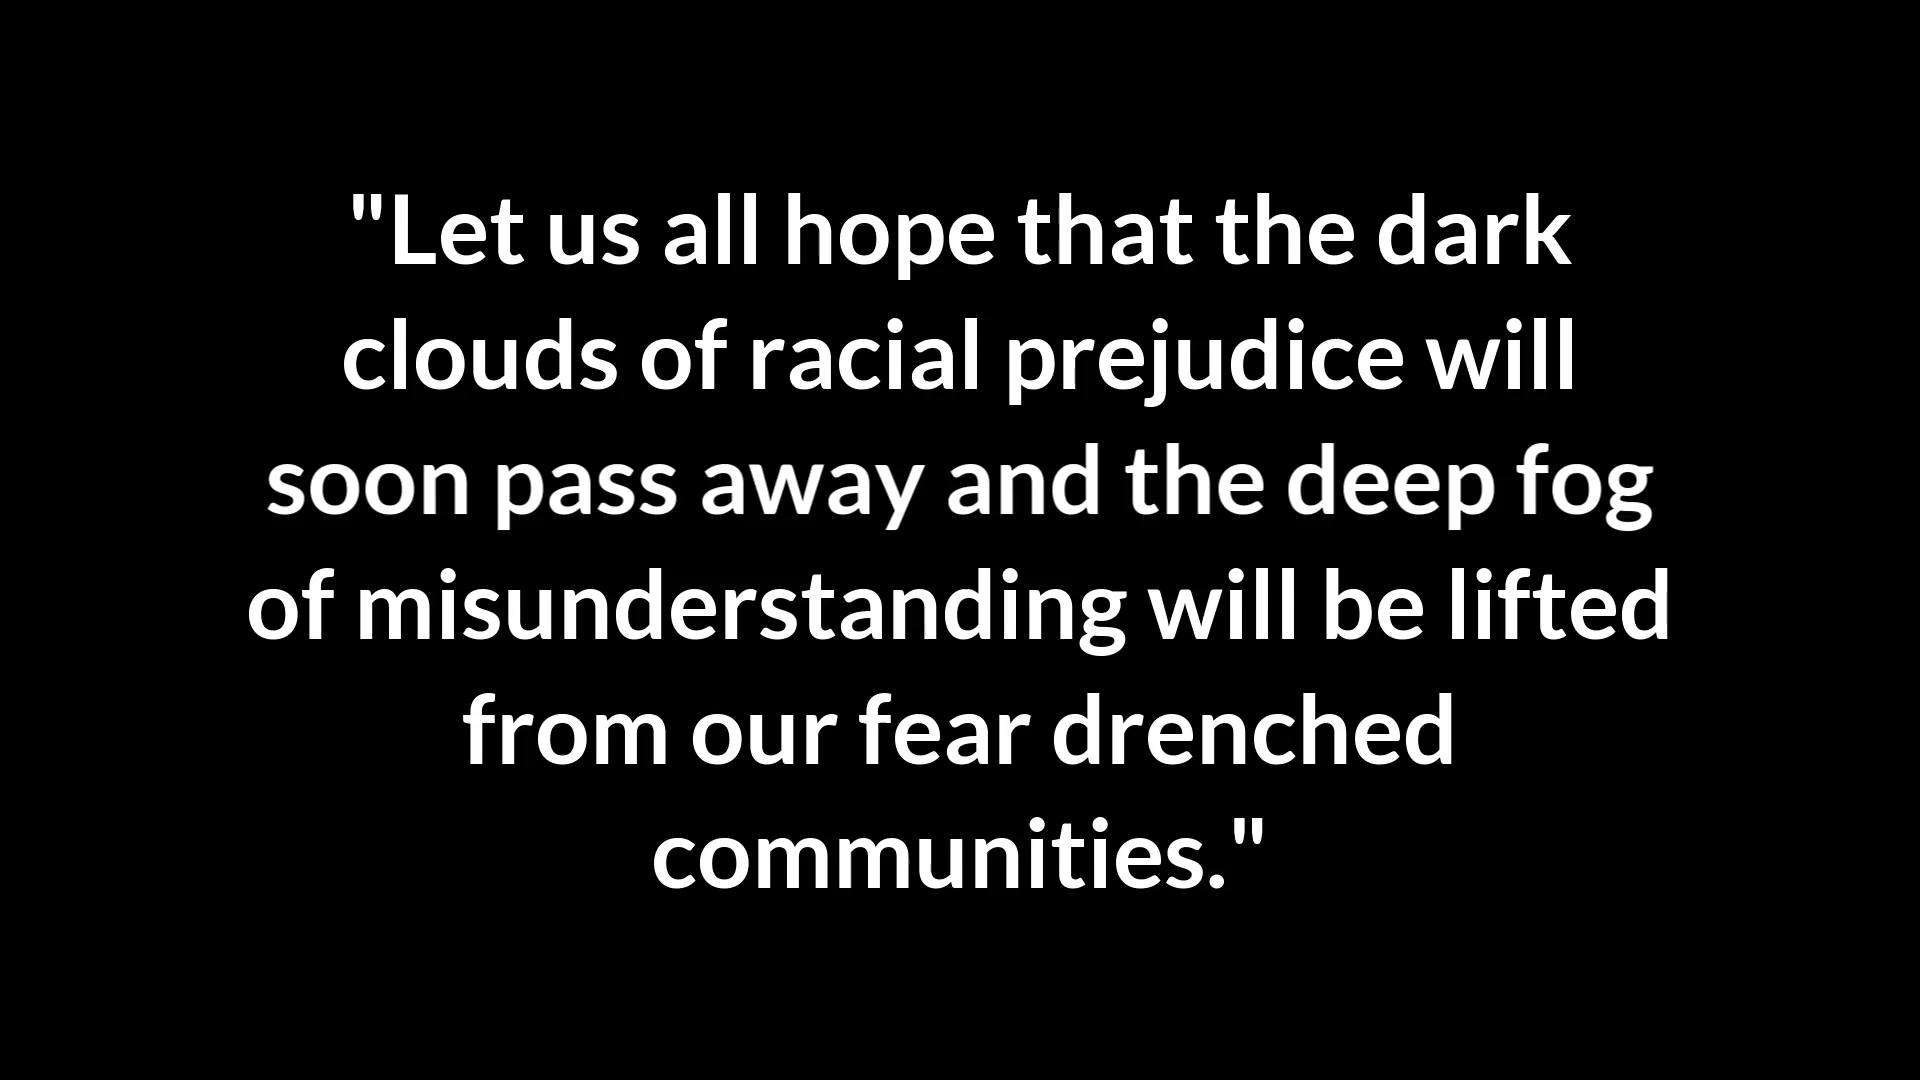 "Let us all hope that the dark
clouds of racial prejudice will
soon pass away and the deep fog
of misunderstanding will be lifted
from our fear drenched
communities."